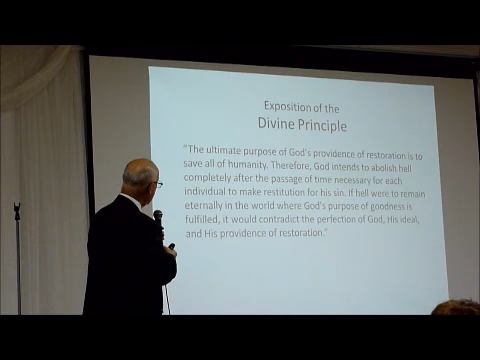 Exposition of the
Divine Principle
"The ultimate purpose of God's providence of restoration is to
save all of humanity. Therefore, God intends to abolish hell
completely after the passage of time necessary for each
individual to make restitution for his sin. If hell were to remain
eternally in the world where God's purpose of goodness is
fulfilled, it would contradict the perfection of God, His ideal,
and His providence of restoration."